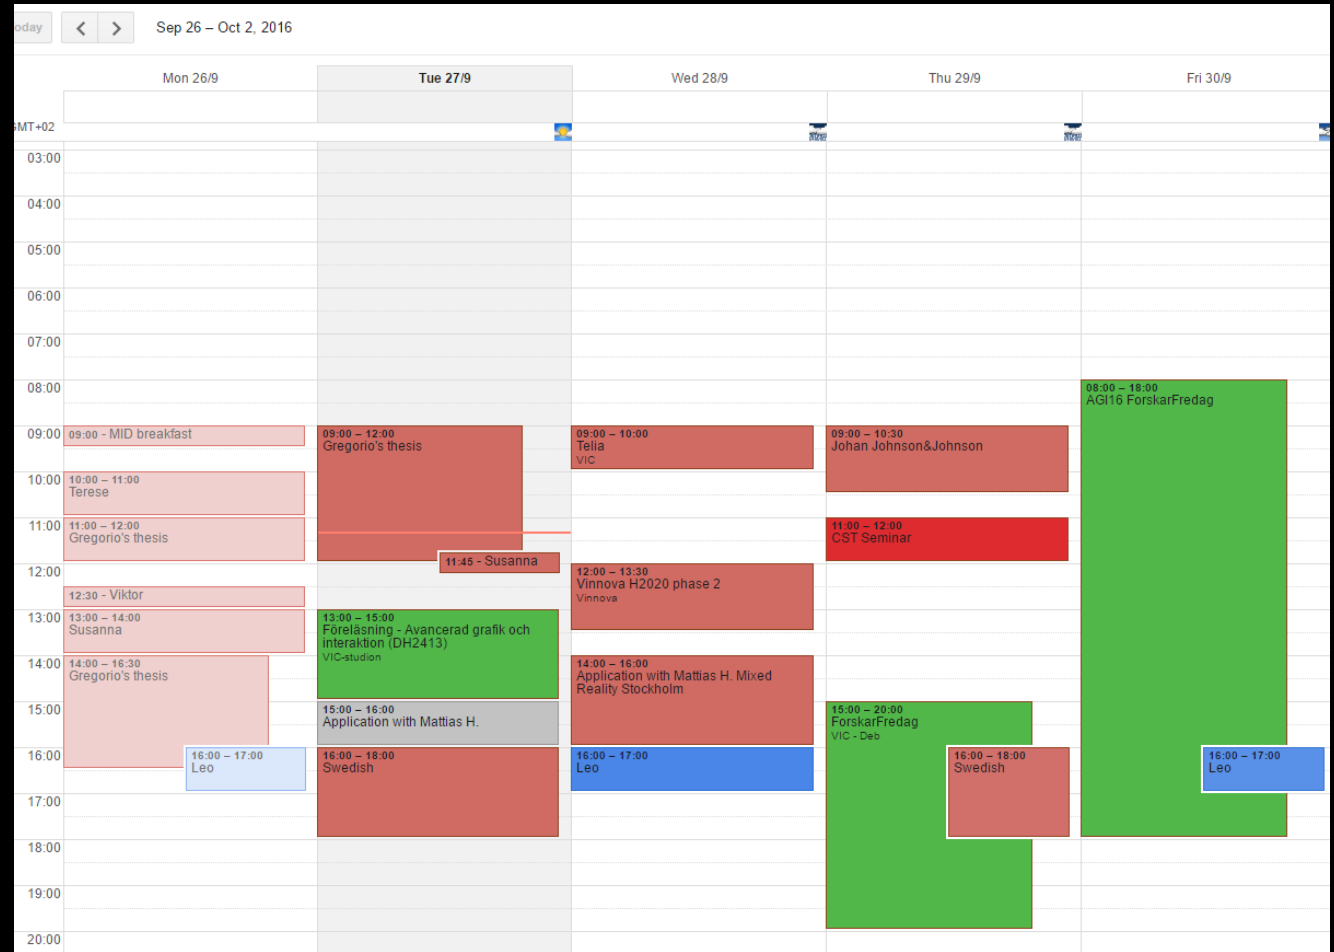 oday
Sep 26 – Oct 2, 2016
Mon 26/9
Tue 27/9
Wed 28/9
Thu 29/9
Fri 30/9
GMT+02
03:00
04:00
05:00
06:00
07:00
08:00
09:00
10:00
11:00
12:00
13:00
14:00
15:00
16:00
17:00
18:00
19:00
20:00
09:00 - MID breakfast
10:00 – 11:00
Terese
11:00 – 12:00
Gregorio's thesis
12:30 - Viktor
13:00 – 14:00
Susanna
14:00 – 16:30
Gregorio's thesis
16:00 – 17:00
Leo
09:00 – 12:00
Gregorio's thesis
11:45 - Susanna
13:00 – 15:00
Föreläsning - Avancerad grafik och
interaktion (DH2413)
VIC-studion
15:00 – 16:00
Application with Mattias H.
16:00 – 18:00
Swedish
09:00 – 10:00
Telia
VIC
12:00 – 13:30
Vinnova H2020 phase 2
Vinnova
14:00 – 16:00
Application with Mattias H. Mixed
Reality Stockholm
16:00 – 17:00
Leo
09:00 – 10:30
Johan Johnson&Johnson
11:00 – 12:00
CST Seminar
15:00 – 20:00
ForskarFredag
VIC - Deb
16:00 – 18:00
Swedish
08:00 – 18:00
AGI16 ForskarFredag
16:00 – 17:00
Leo